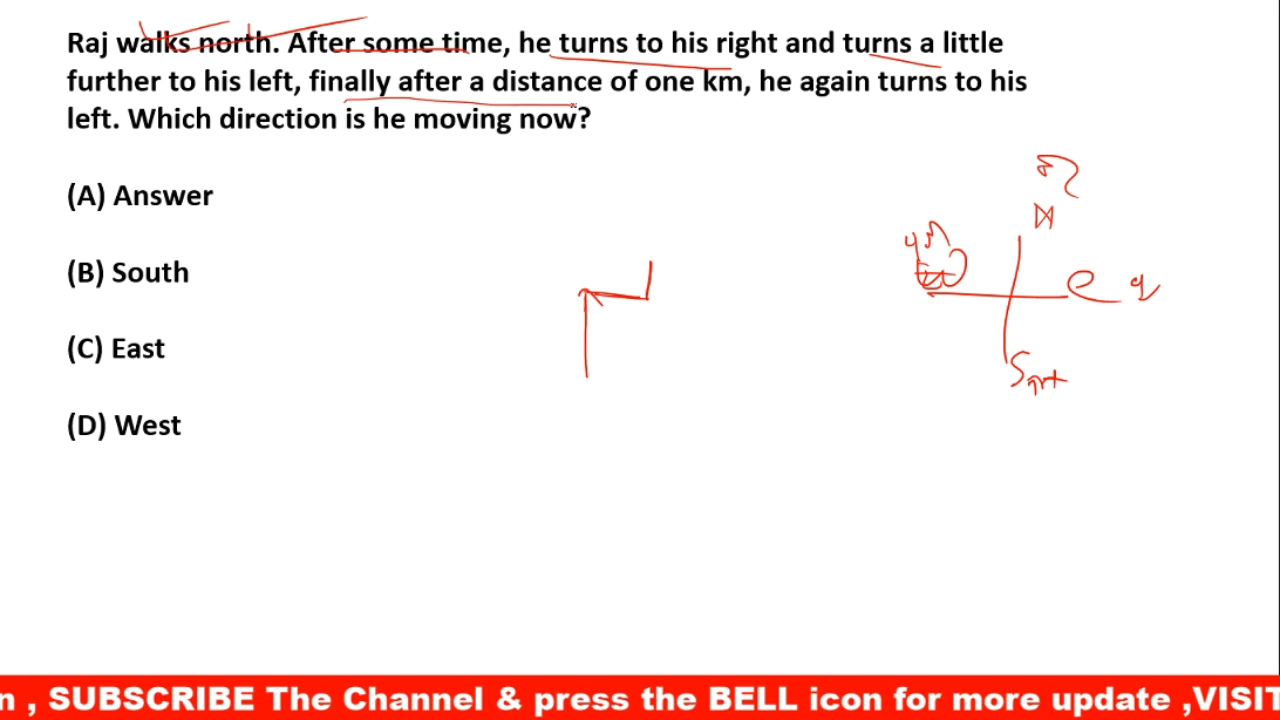 Raj walks north. After some time, he turns to his right and turns a little
further to his left, finally after a distance of one km, he again turns to his
left. Which direction is he moving now?
(A) Answer
(B) South
(C) East
(D) West
n , SUBSCRIBE The Channel & press the BELL icon for more update ,VISIT